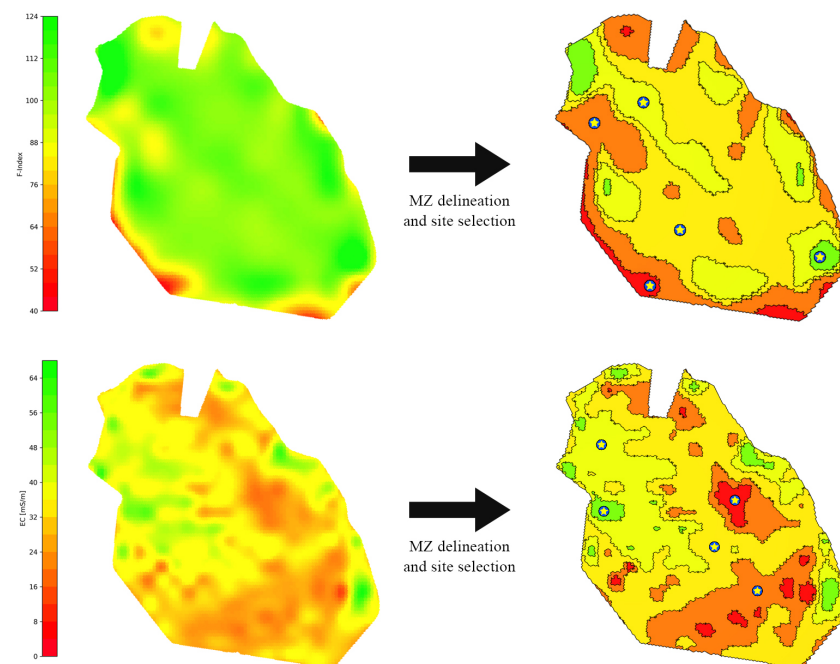 124
112
100
88
76
64
52
40
F-Index
MZ delineation
and site selection
64
56
48
40
32
24
16
8
0
EC [mS/m]
MZ delineation
and site selection